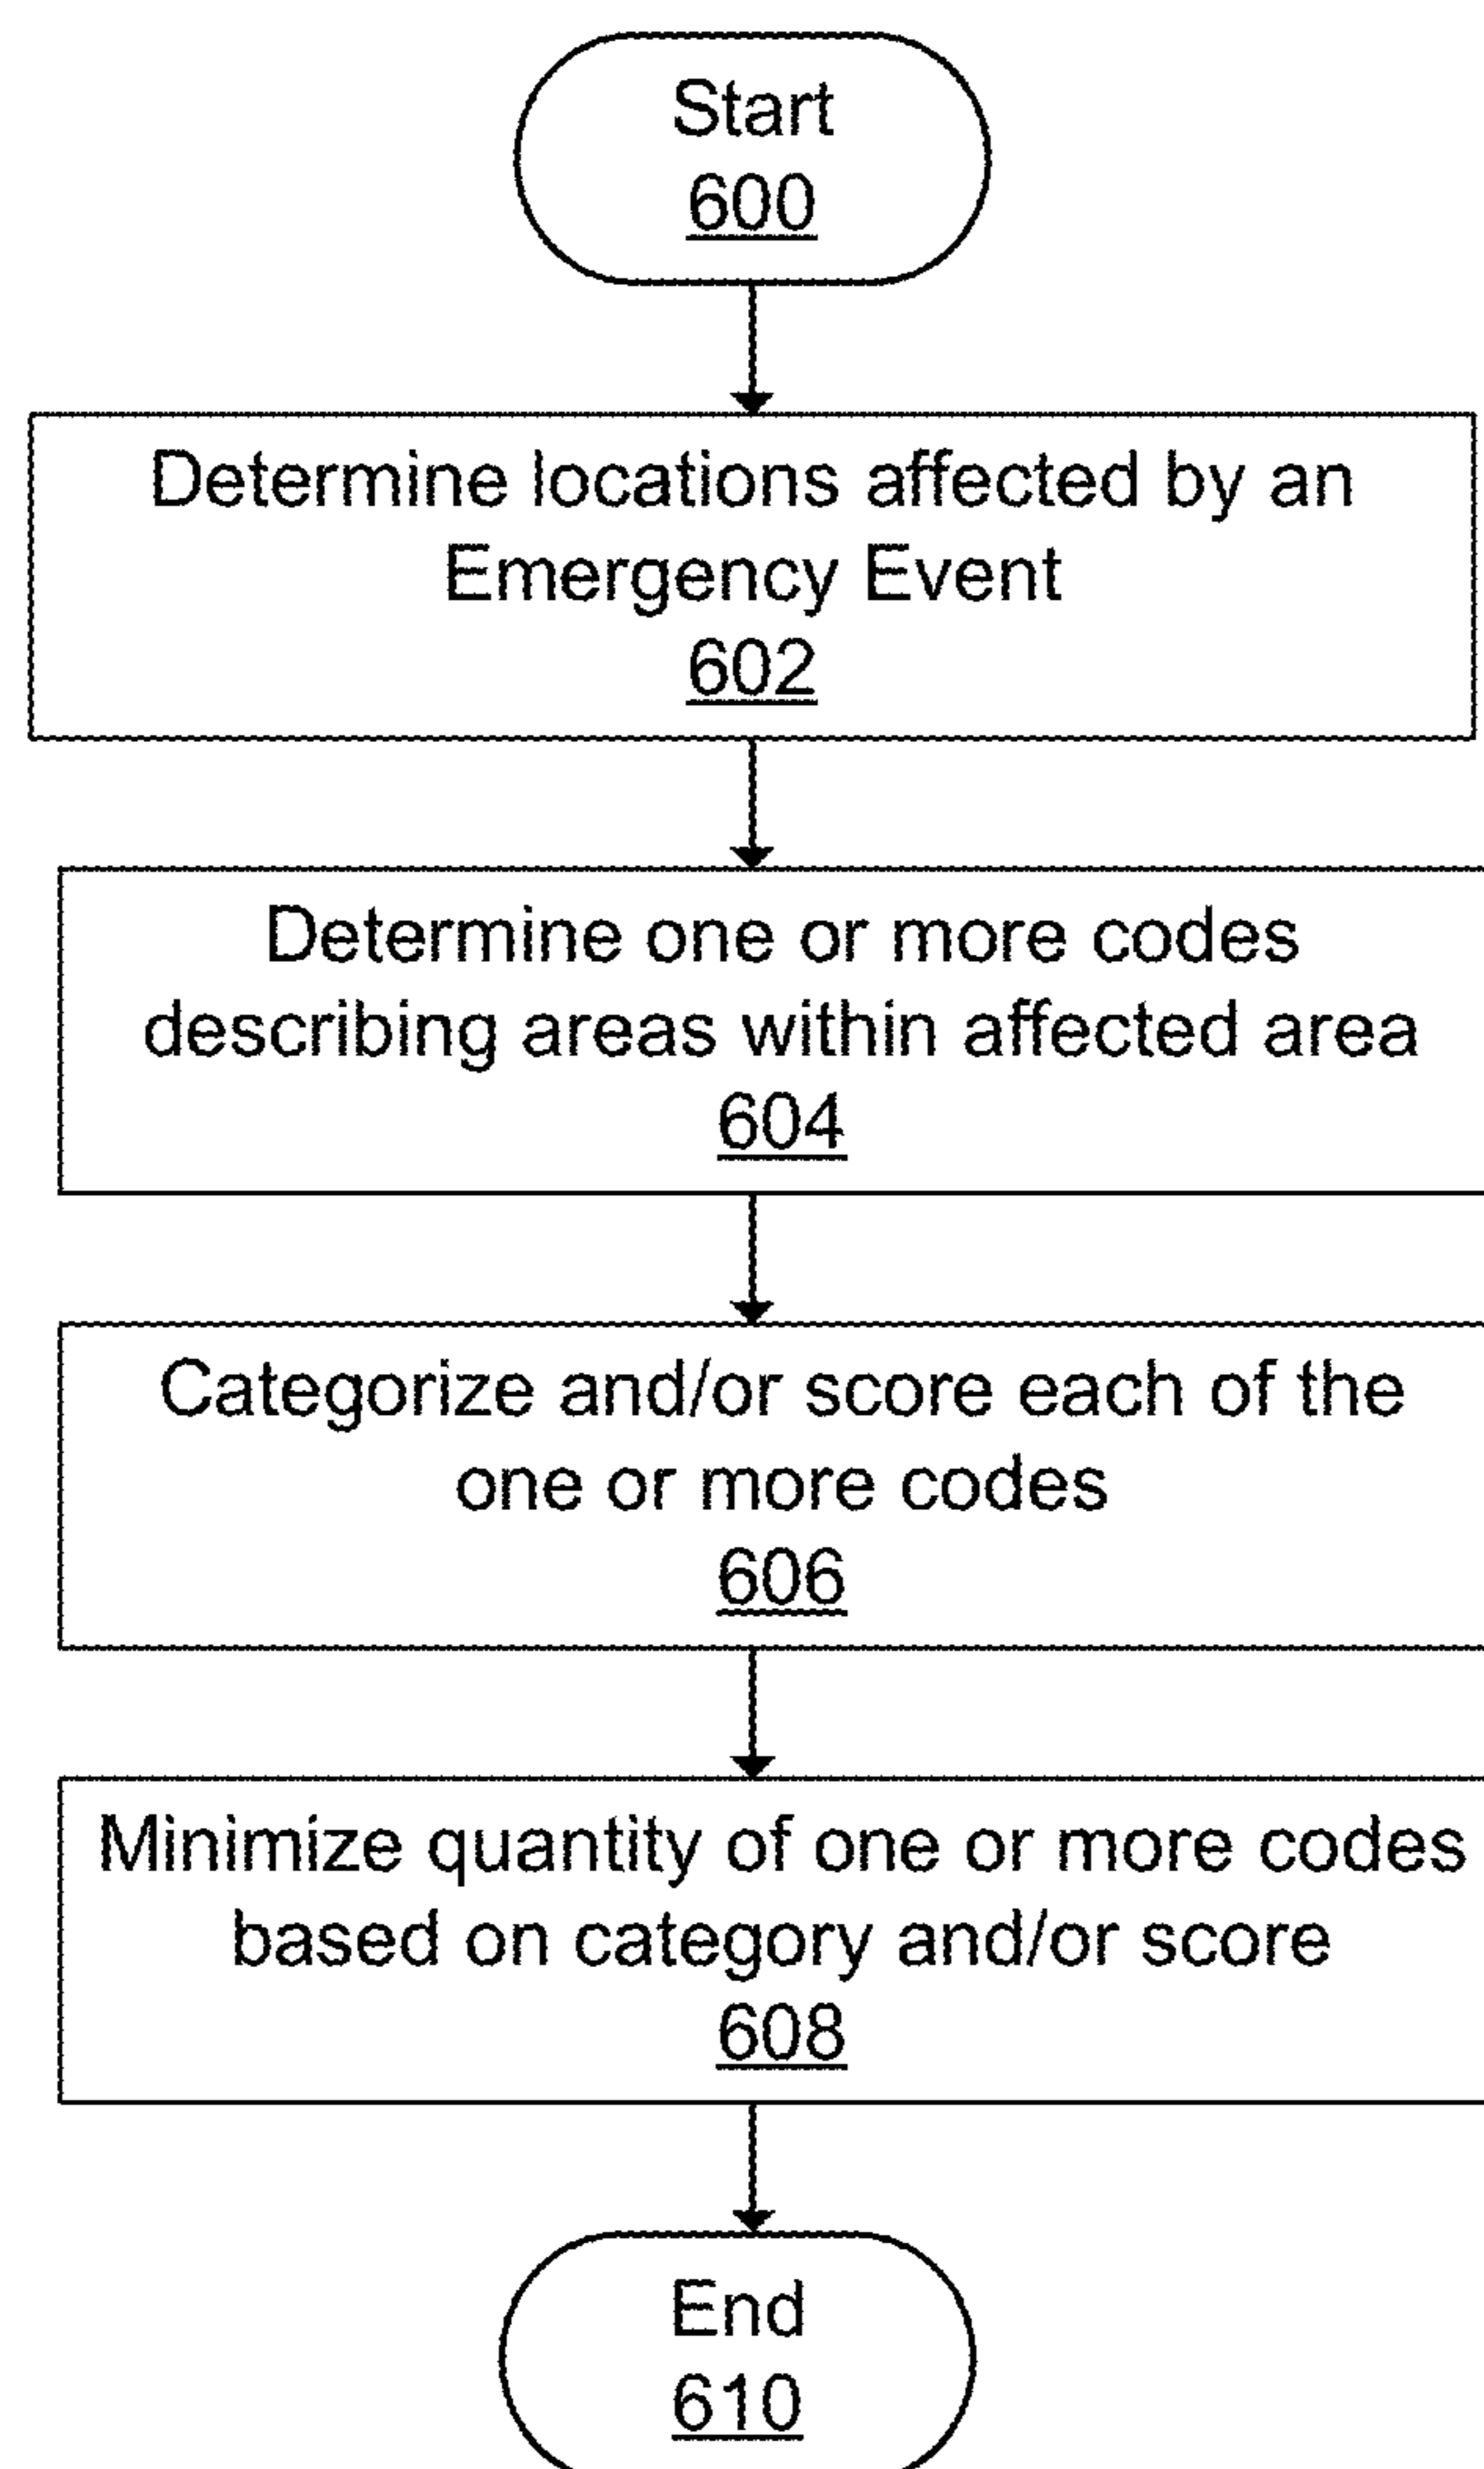 Start
600
Determine locations affected by an
Emergency Event
602
Determine one or more codes
describing areas within affected area
604
Categorize and/or score each of the
one or more codes
606
Minimize quantity of one or more codes
based on category and/or score
608
End
610